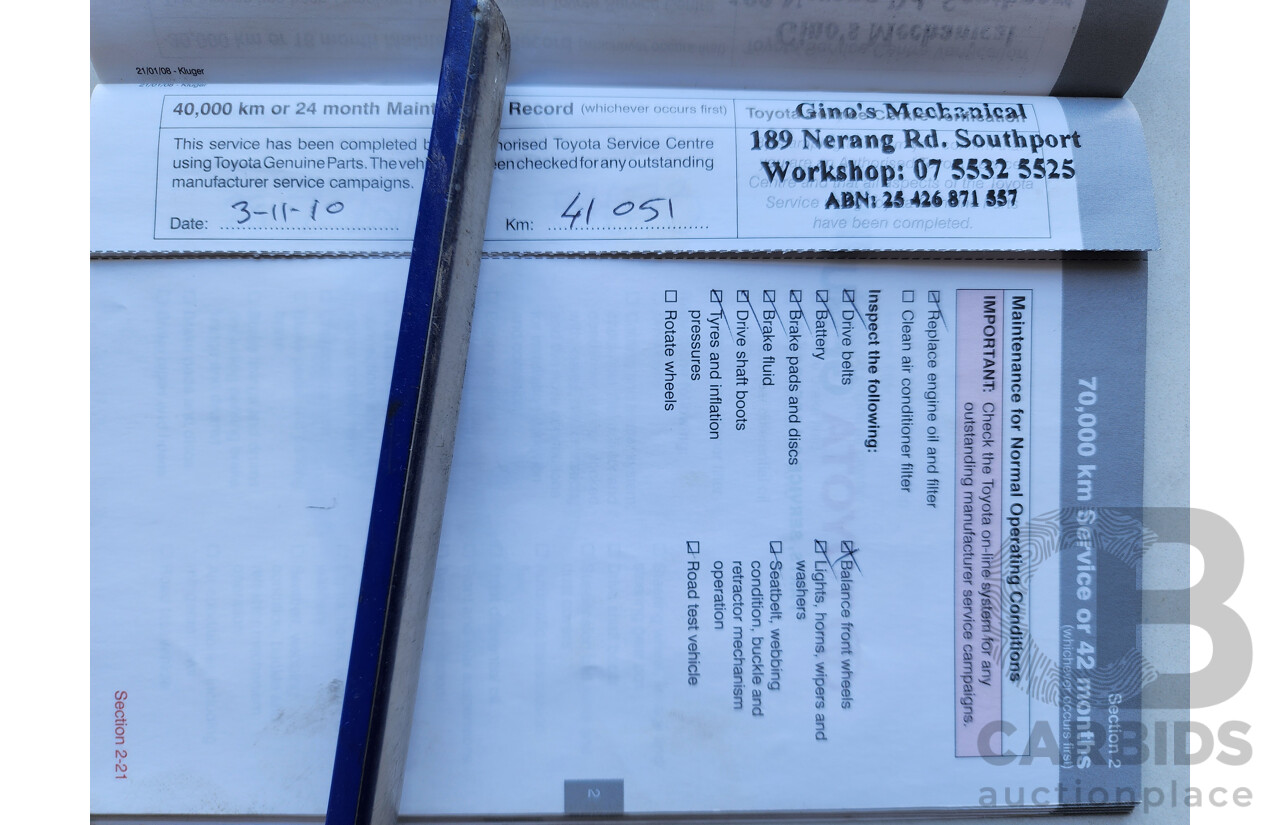 21/01/08 - Kluger
40,000 km or 24 month Maint Record (whichever occurs first)
This service has been completed b horised Toyota Service Centre
using Toyota Genuine Parts. The veh en checked for any outstanding
manufacturer service campaigns.
Date: 3-11-10 Km: 41 051
Toyota
Gino's Mechanical
189 Nerang Rd. Southport
Workshop: 07 5532 5525
ABN: 25 426 871 557
have been completed.
Section 2
70,000 km Service or 42 months
(whichever occurs first)
Maintenance for Normal Operating Conditions
IMPORTANT: Check the Toyota on-line system for any
outstanding manufacturer service campaigns.
Replace engine oil and filter
Clean air conditioner filter
Inspect the following:
Drive belts
Battery
Brake pads and discs
Brake fluid
Drive shaft boots
Tyres and inflation
pressures
Rotate wheels
Balance front wheels
Lights, horns, wipers and
washers
Seatbelt, webbing
condition, buckle and
retractor mechanism
operation
Road test vehicle
2
Section 2-21
CB
CARBIDS
auctionplace